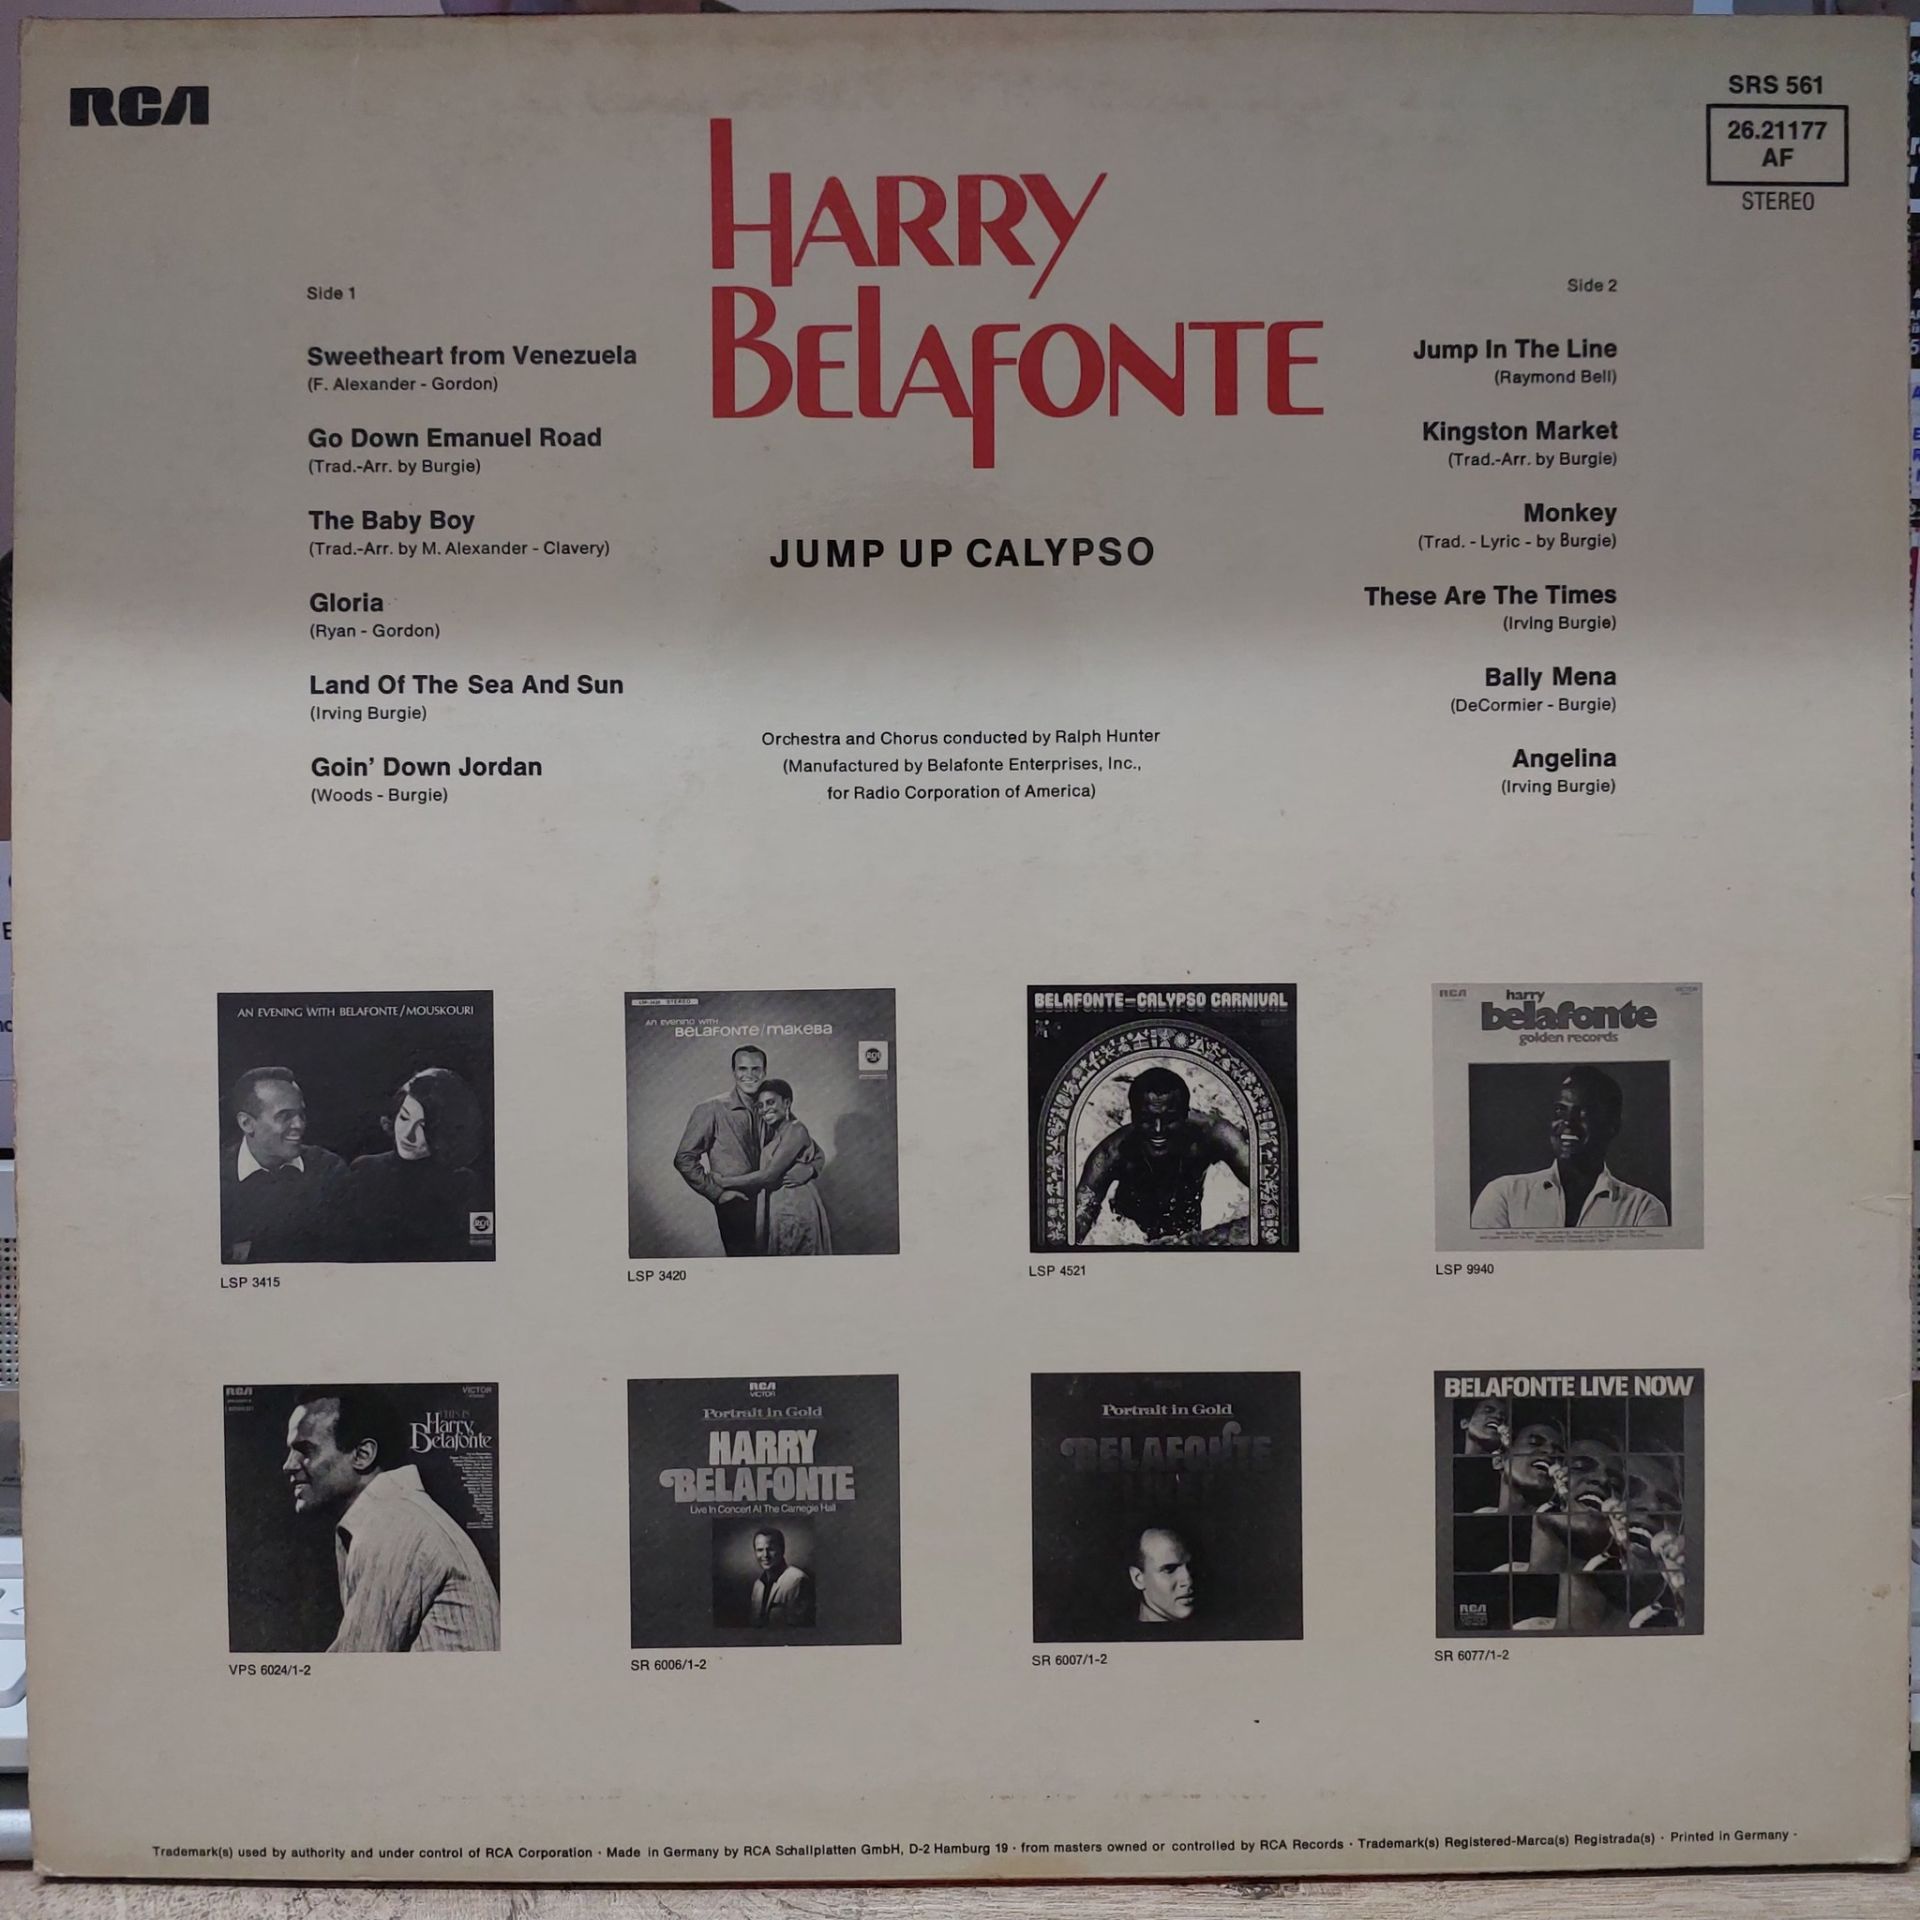 RCA
SRS 561
26.21177
AF
STEREO
HARRY
BELAFONTE
JUMP UP CALYPSO
Side 1
Sweetheart from Venezuela
(F. Alexander - Gordon)
Go Down Emanuel Road
(Trad.-Arr. by Burgie)
The Baby Boy
(Trad.-Arr. by M. Alexander - Clavery)
Gloria
(Ryan - Gordon)
Land Of The Sea And Sun
(Irving Burgie)
Goin' Down Jordan
(Woods - Burgie)
Side 2
Jump In The Line
(Raymond Bell)
Kingston Market
(Trad.-Arr. by Burgie)
Monkey
(Trad. - Lyric - by Burgie)
These Are The Times
(Irving Burgie)
Bally Mena
(DeCormier - Burgie)
Angelina
(Irving Burgie)
Orchestra and Chorus conducted by Ralph Hunter
(Manufactured by Belafonte Enterprises, Inc.,
for Radio Corporation of America)
AN EVENING WITH BELAFONTE/MOUSKOURI
RCA
LSP 3415
LSP-3420 STEREO
AN EVENING WITH
BELAFONTE/MAKEBA
RCA
LSP 3420
BELAFONTE-CALYPSO CARNIVAL
LSP 4521
RCA
VICTOR
harry
belafonte
golden records
LSP 9940
RCA
VICTOR
THIS IS
Harry
Belafonte
VPS 6024/1-2
RCA
VICTOR
Portrait in Gold
HARRY
BELAFONTE
Live In Concert At The Carnegie Hall
SR 6006/1-2
Portrait in Gold
BELAFONTE
SR 6007/1-2
BELAFONTE LIVE NOW
RCA
SR 6077/1-2
Trademark(s) used by authority and under control of RCA Corporation · Made in Germany by RCA Schallplatten GmbH, D-2 Hamburg 19 · from masters owned or controlled by RCA Records · Trademark(s) Registered-Marca(s) Registrada(s) · Printed in Germany ·